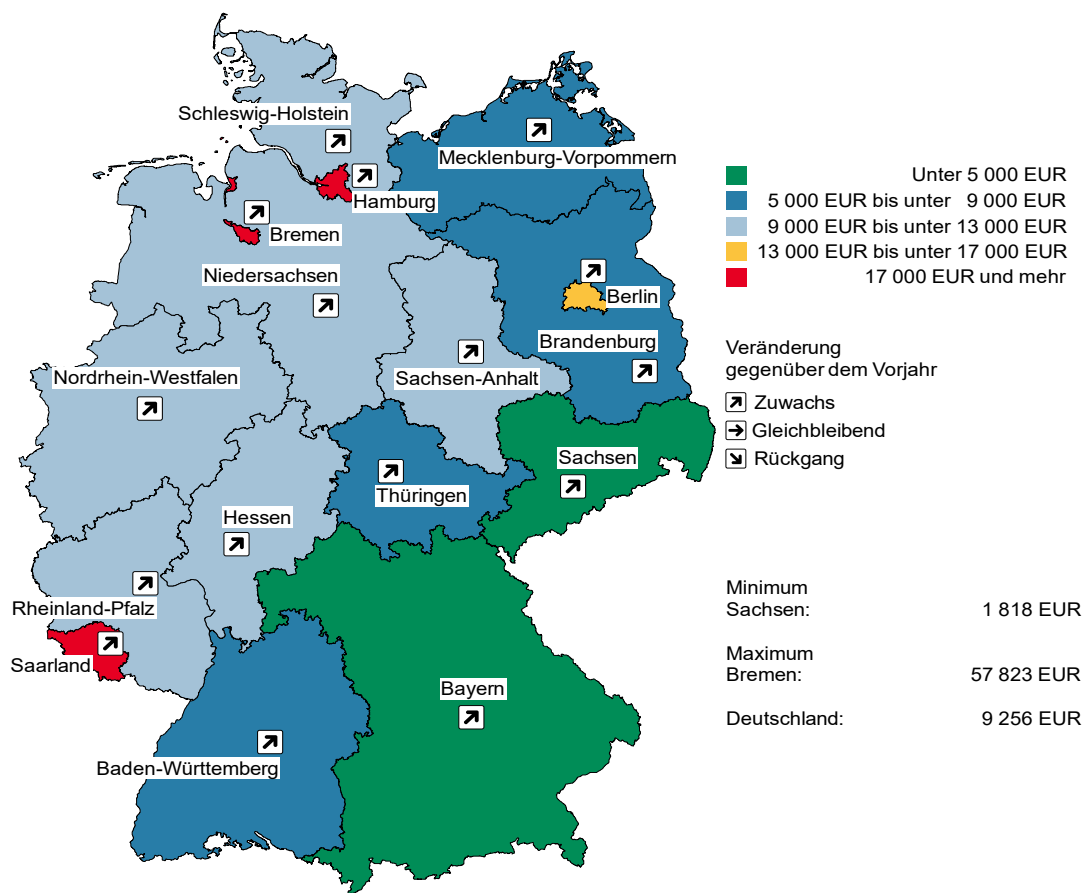 Schleswig-Holstein
Mecklenburg-Vorpommern
Hamburg
Bremen
Niedersachsen
Berlin
Brandenburg
Nordrhein-Westfalen
Sachsen-Anhalt
Sachsen
Thüringen
Hessen
Rheinland-Pfalz
Saarland
Bayern
Baden-Württemberg
Unter 5 000 EUR
5 000 EUR bis unter 9 000 EUR
9 000 EUR bis unter 13 000 EUR
13 000 EUR bis unter 17 000 EUR
17 000 EUR und mehr
Veränderung
gegenüber dem Vorjahr
Zuwachs
Gleichbleibend
Rückgang
Minimum
Sachsen: 1 818 EUR
Maximum
Bremen: 57 823 EUR
Deutschland: 9 256 EUR